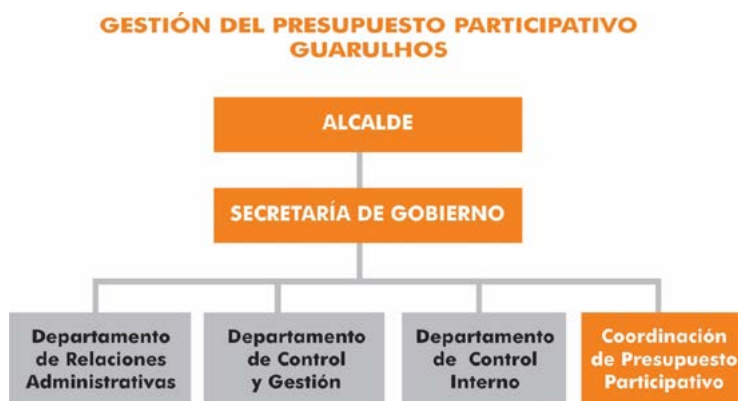 GESTIÓN DEL PRESUPUESTO PARTICIPATIVO
GUARULHOS
ALCALDE
SECRETARÍA DE GOBIERNO
Departamento
de Relaciones
Administrativas
Departamento
de Control
y Gestión
Departamento
de Control
Interno
Coordinación
de Presupuesto
Participativo